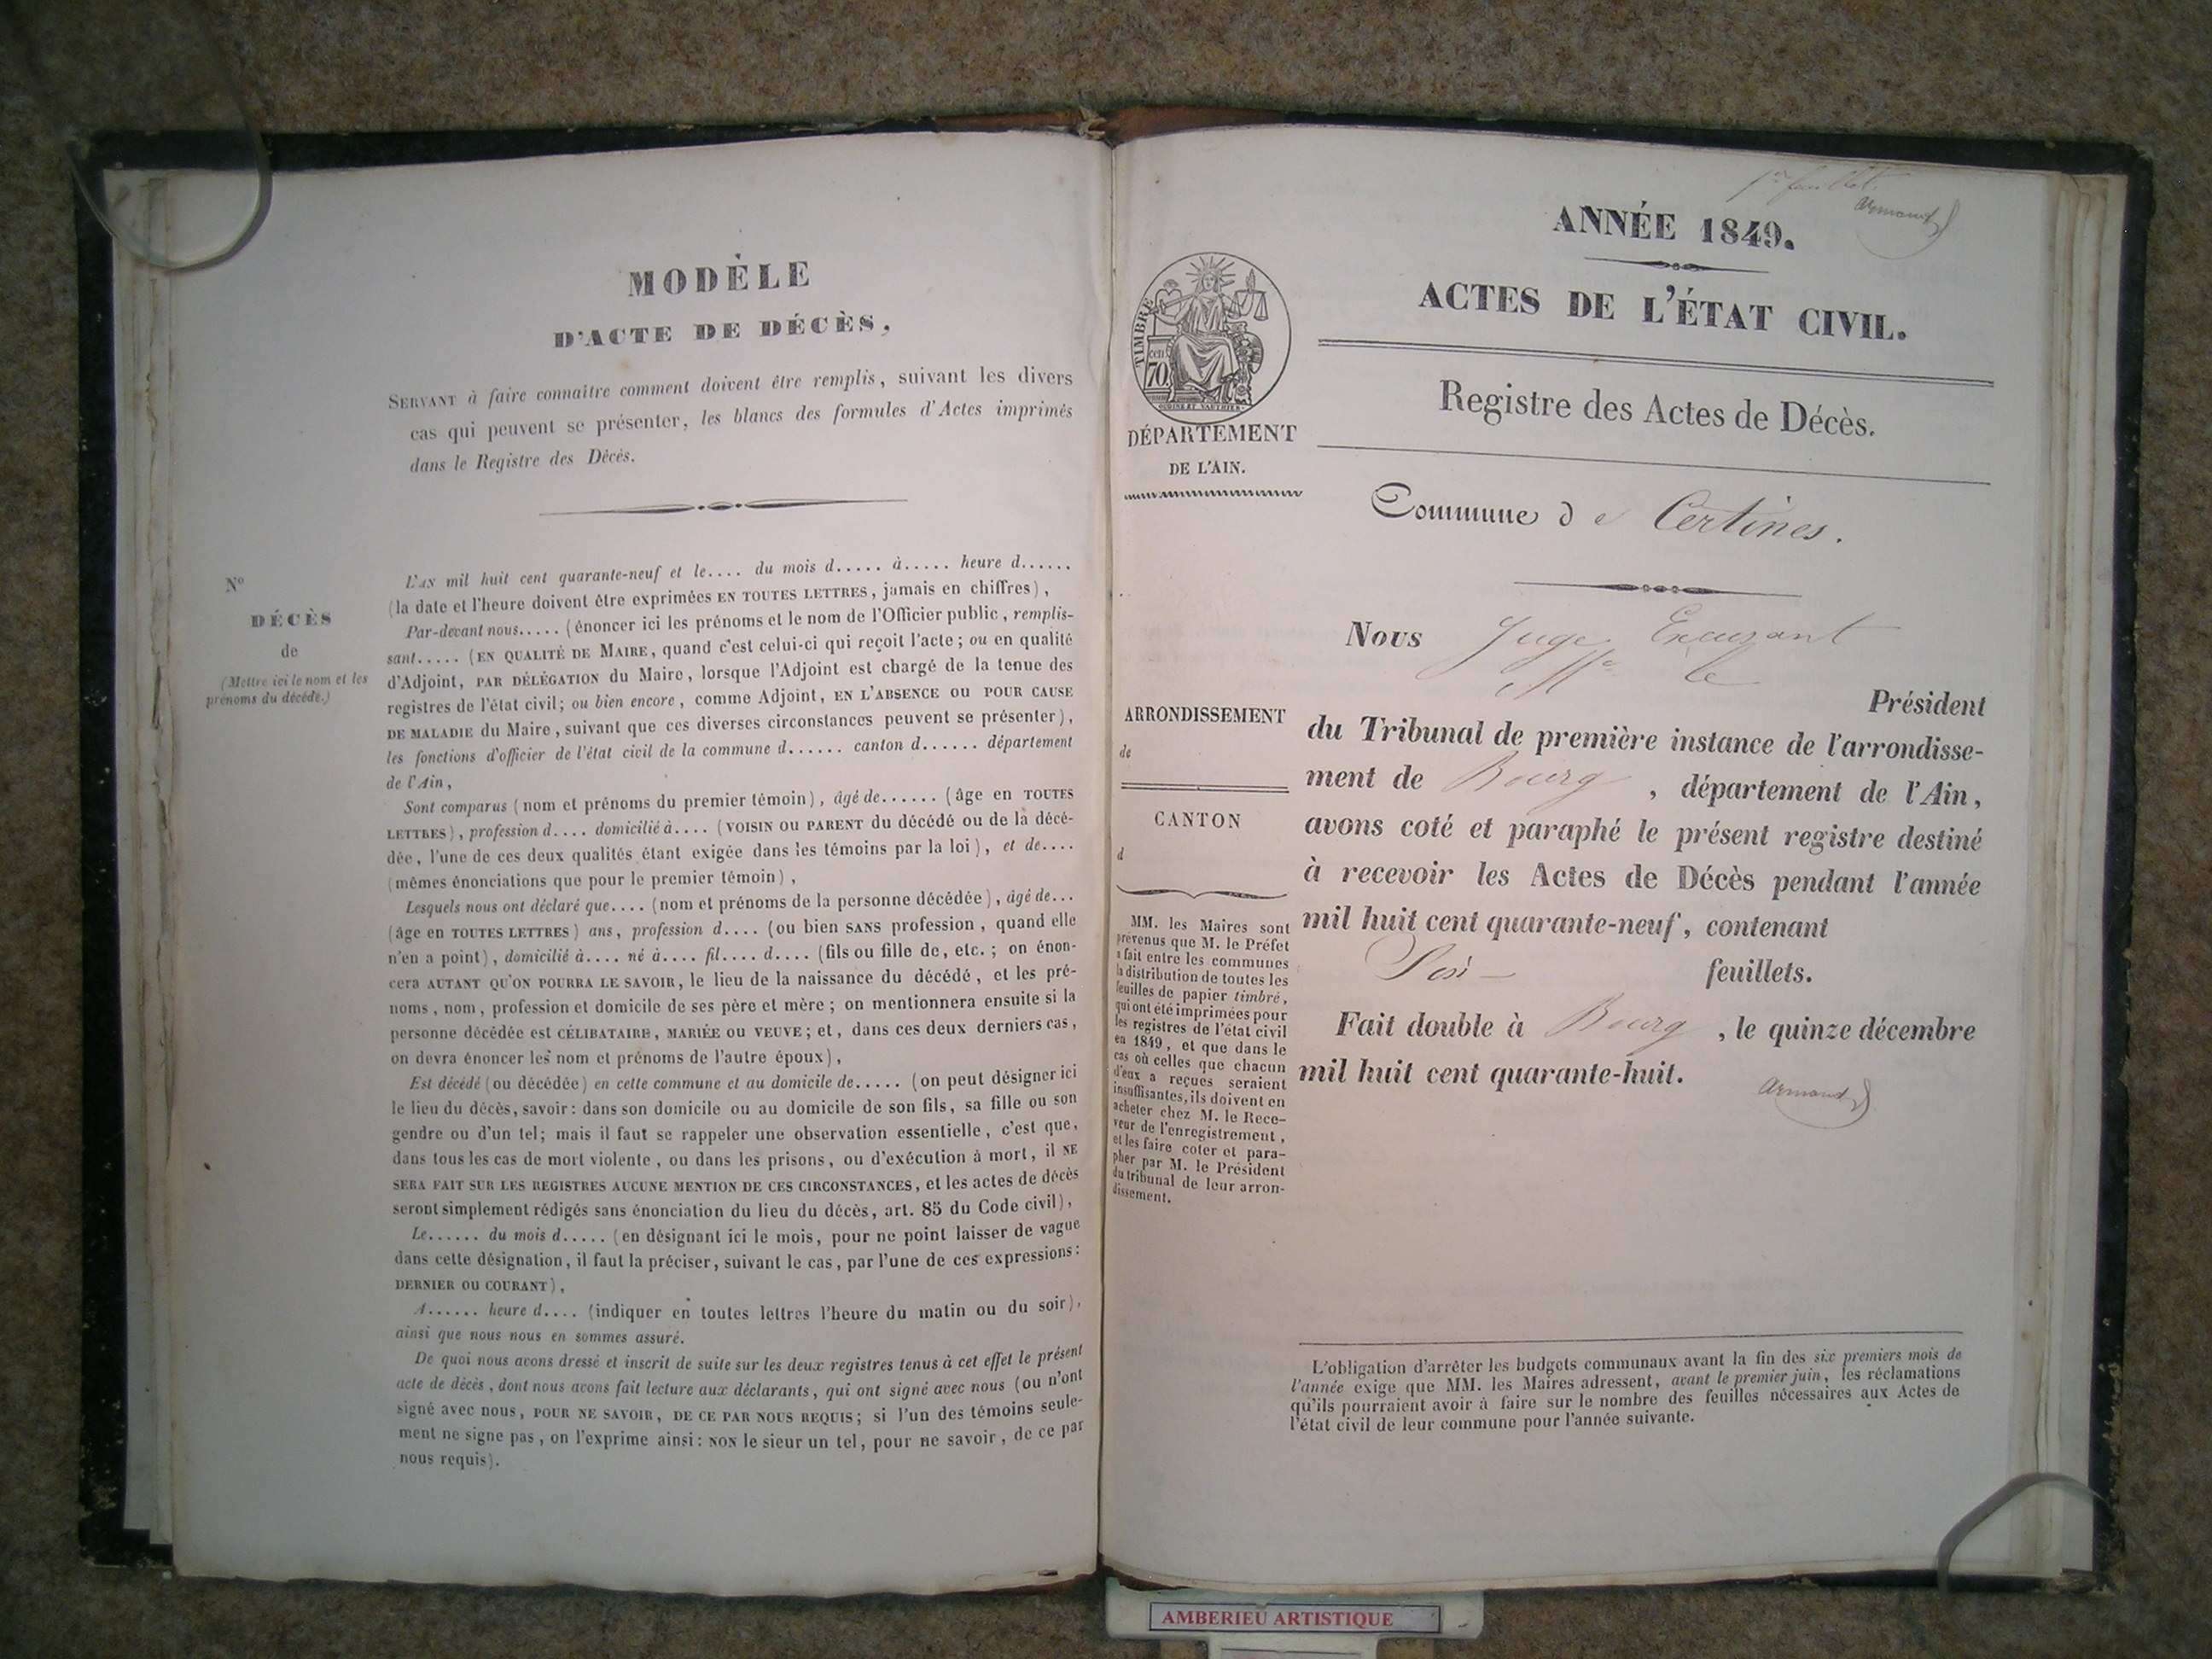 MODÈLE
D'ACTE DE DÉCÈS,
SERVANT à faire connaître comment doivent être remplis, suivant les divers
cas qui peuvent se présenter, les blancs des formules d'Actes imprimés
dans le Registre des Décès.
N°
DÉCÈS
de
(Mettre ici le nom et les
prénoms du décédé.)
L'AN mil huit cent quarante-neuf et le.... du mois d..... à..... heure d......
(la date et l'heure doivent être exprimées EN TOUTES LETTRES, jamais en chiffres),
Par-devant nous..... (énoncer ici les prénoms et le nom de l'Officier public, remplis-
sant..... (EN QUALITÉ DE MAIRE, quand c'est celui-ci qui reçoit l'acte; ou en qualité
d'Adjoint, PAR DÉLÉGATION du Maire, lorsque l'Adjoint est chargé de la tenue des
registres de l'état civil; ou bien encore, comme Adjoint, EN L'ABSENCE OU POUR CAUSE
DE MALADIE du Maire, suivant que ces diverses circonstances peuvent se présenter),
les fonctions d'officier de l'état civil de la commune d...... canton d...... département
de l'Ain,
Sont comparus (nom et prénoms du premier témoin), âgé de...... (âge en TOUTES
LETTRES), profession d.... domicilié à.... (VOISIN OU PARENT du décédé ou de la décé-
dée, l'une de ces deux qualités étant exigée dans les témoins par la loi), et de....
(mêmes énonciations que pour le premier témoin),
Lesquels nous ont déclaré que.... (nom et prénoms de la personne décédée), âgé de...
(âge en TOUTES LETTRES) ans, profession d.... (ou bien SANS profession, quand elle
n'en a point), domicilié à.... né à.... fil.... d.... (fils ou fille de, etc.; on énon-
cera AUTANT QU'ON POURRA LE SAVOIR, le lieu de la naissance du décédé, et les pré-
noms, nom, profession et domicile de ses père et mère; on mentionnera ensuite si la
personne décédée est CÉLIBATAIRE, MARIÉE OU VEUVE; et, dans ces deux derniers cas,
on devra énoncer les nom et prénoms de l'autre époux),
Est décédé (ou décédée) en cette commune et au domicile de..... (on peut désigner ici
le lieu du décès, savoir: dans son domicile ou au domicile de son fils, sa fille ou son
gendre ou d'un tel; mais il faut se rappeler une observation essentielle, c'est que,
dans tous les cas de mort violente, ou dans les prisons, ou d'exécution à mort, il NE
SERA FAIT SUR LES REGISTRES AUCUNE MENTION DE CES CIRCONSTANCES, et les actes de décès
seront simplement rédigés sans énonciation du lieu du décès, art. 85 du Code civil),
Le...... du mois d..... (en désignant ici le mois, pour ne point laisser de vague
dans cette désignation, il faut la préciser, suivant le cas, par l'une de ces expressions:
DERNIER OU COURANT),
A...... heure d.... (indiquer en toutes lettres l'heure du matin ou du soir),
ainsi que nous nous en sommes assuré.
De quoi nous avons dressé et inscrit de suite sur les deux registres tenus à cet effet le présent
acte de décès, dont nous avons fait lecture aux déclarants, qui ont signé avec nous (ou n'ont
signé avec nous, POUR NE SAVOIR, DE CE PAR NOUS REQUIS; si l'un des témoins seule-
ment ne signe pas, on l'exprime ainsi: NON le sieur un tel, pour ne savoir, de ce par
nous requis).
1er feuillet.
Armand
ANNÉE 1849.
ACTES DE L'ÉTAT CIVIL.
Registre des Actes de Décès.
TIMBRE
cen
70
DÉPARTEMENT
DE L'AIN.
Commune de Certines.
Nous Juge
le
Président
du Tribunal de première instance de l'arrondisse-
ment de Bourg, département de l'Ain,
avons coté et paraphé le présent registre destiné
à recevoir les Actes de Décès pendant l'année
mil huit cent quarante-neuf, contenant
feuillets.
Fait double à Bourg, le quinze décembre
mil huit cent quarante-huit.
Armand
ARRONDISSEMENT
de
CANTON
d
MM. les Maires sont
prévenus que M. le Préfet
a fait entre les communes
la distribution de toutes les
feuilles de papier timbré,
qui ont été imprimées pour
les registres de l'état civil
en 1849, et que dans le
cas où celles que chacun
d'eux a reçues seraient
insuffisantes, ils doivent en
acheter chez M. le Rece-
veur de l'enregistrement,
et les faire coter et para-
pher par M. le Président
du tribunal de leur arron-
dissement.
L'obligation d'arrêter les budgets communaux avant la fin des six premiers mois de
l'année exige que MM. les Maires adressent, avant le premier juin, les réclamations
qu'ils pourraient avoir à faire sur le nombre des feuilles nécessaires aux Actes de
l'état civil de leur commune pour l'année suivante.
AMBERIEU ARTISTIQUE